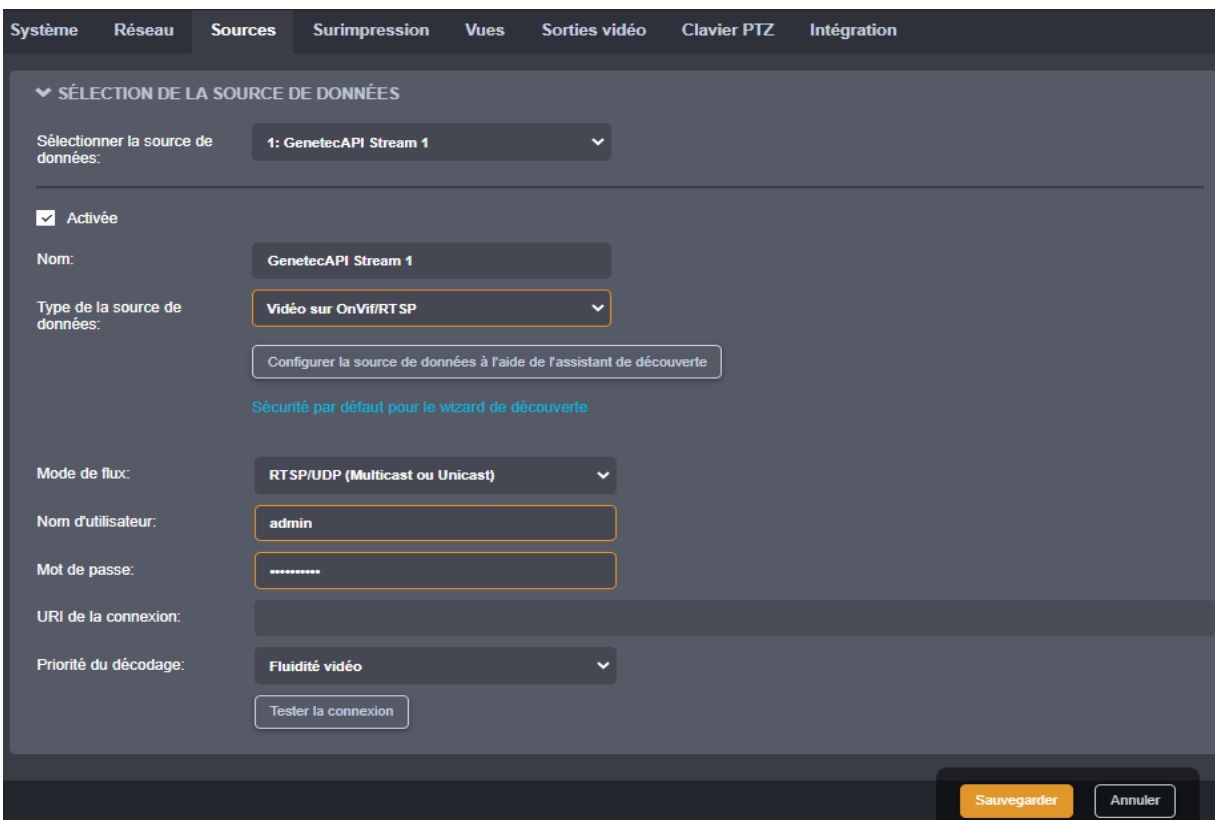 Système Réseau Sources Surimpression Vues Sorties vidéo Clavier PTZ Intégration
SÉLECTION DE LA SOURCE DE DONNÉES
Sélectionner la source de
données:
1: GenetecAPI Stream 1
Activée
Nom:
GenetecAPI Stream 1
Type de la source de
données:
Vidéo sur OnVif/RTSP
Configurer la source de données à l'aide de l'assistant de découverte
Sécurité par défaut pour le wizard de découverte
Mode de flux:
RTSP/UDP (Multicast ou Unicast)
Nom d'utilisateur:
admin
Mot de passe:
••••••••••
URI de la connexion:
Priorité du décodage:
Fluidité vidéo
Tester la connexion
Sauvegarder Annuler